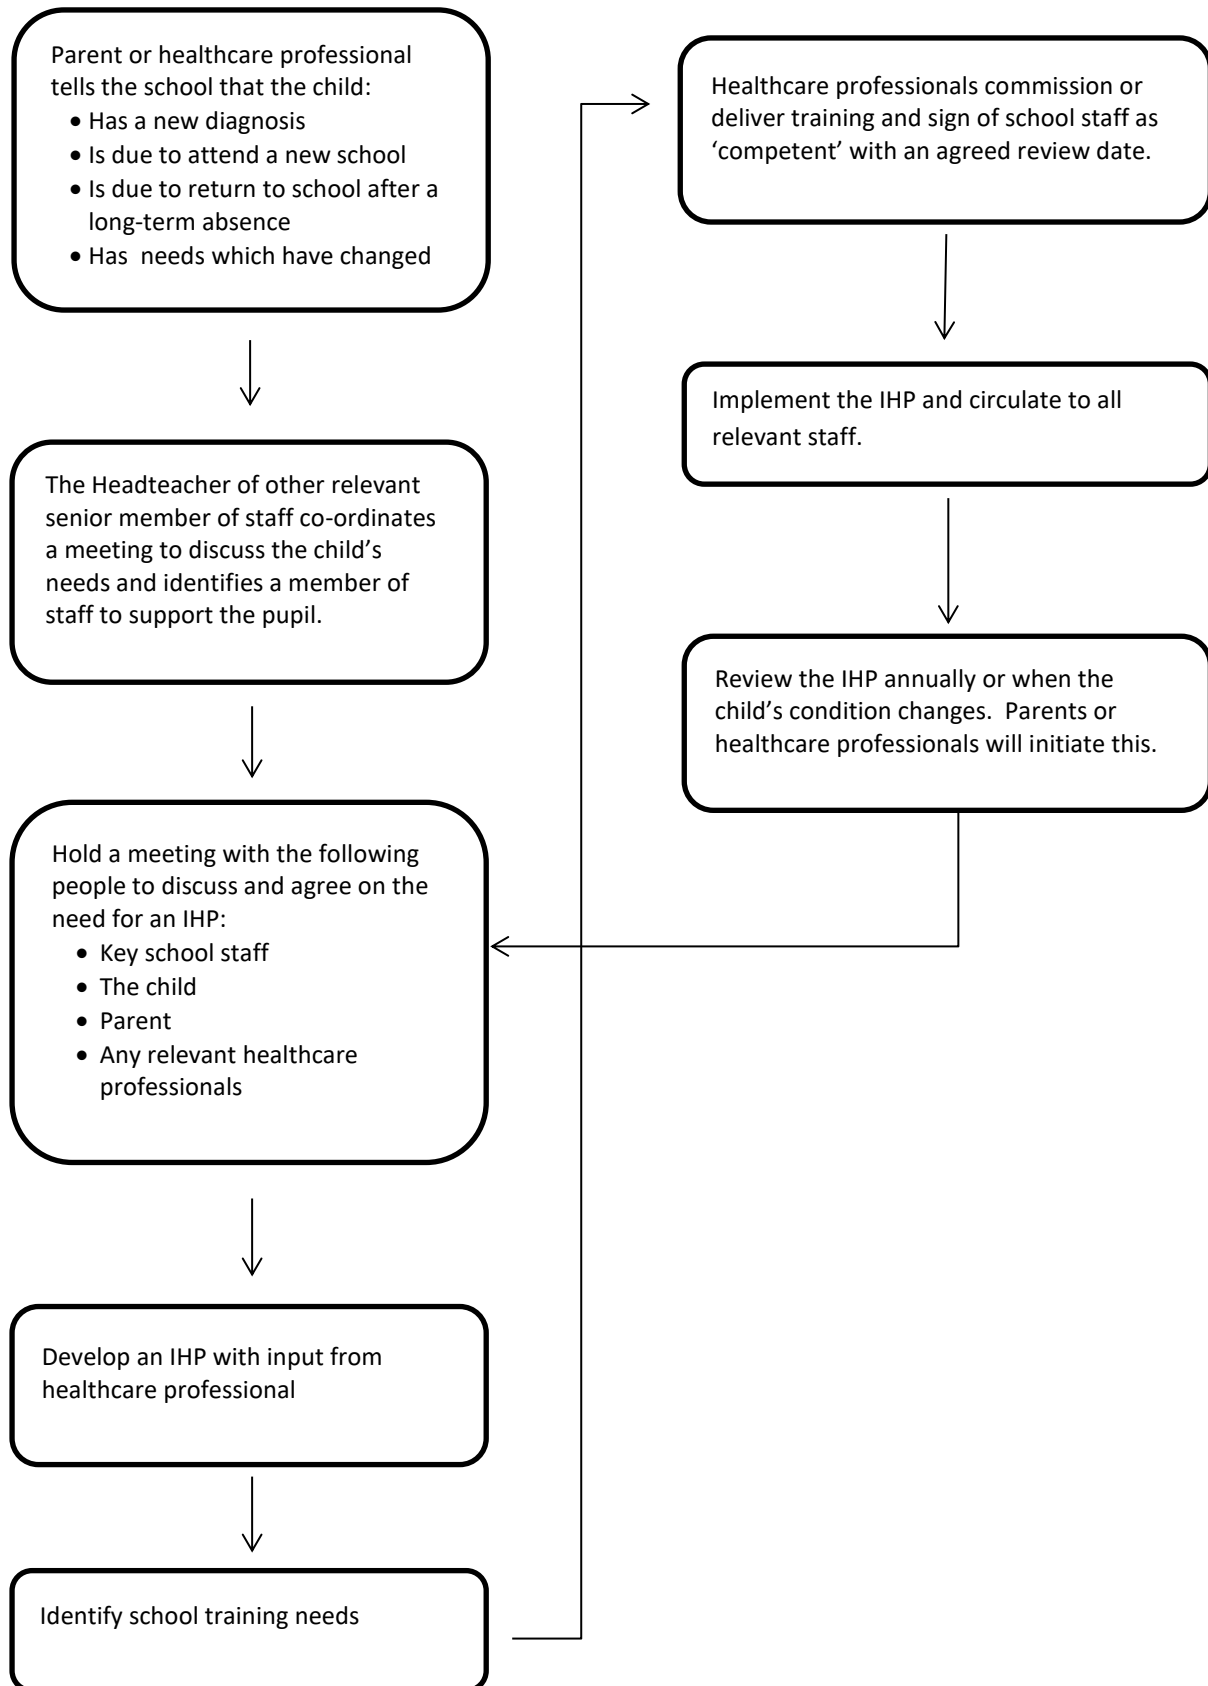 Parent or healthcare professional
tells the school that the child:
• Has a new diagnosis
• Is due to attend a new school
• Is due to return to school after a
long-term absence
• Has  needs which have changed
The Headteacher of other relevant
senior member of staff co-ordinates
a meeting to discuss the child’s
needs and identifies a member of
staff to support the pupil.
Hold a meeting with the following
people to discuss and agree on the
need for an IHP:
• Key school staff
• The child
• Parent
• Any relevant healthcare
professionals
Develop an IHP with input from
healthcare professional
Identify school training needs
Healthcare professionals commission or
deliver training and sign of school staff as
‘competent’ with an agreed review date.
Implement the IHP and circulate to all
relevant staff.
Review the IHP annually or when the
child’s condition changes.  Parents or
healthcare professionals will initiate this.